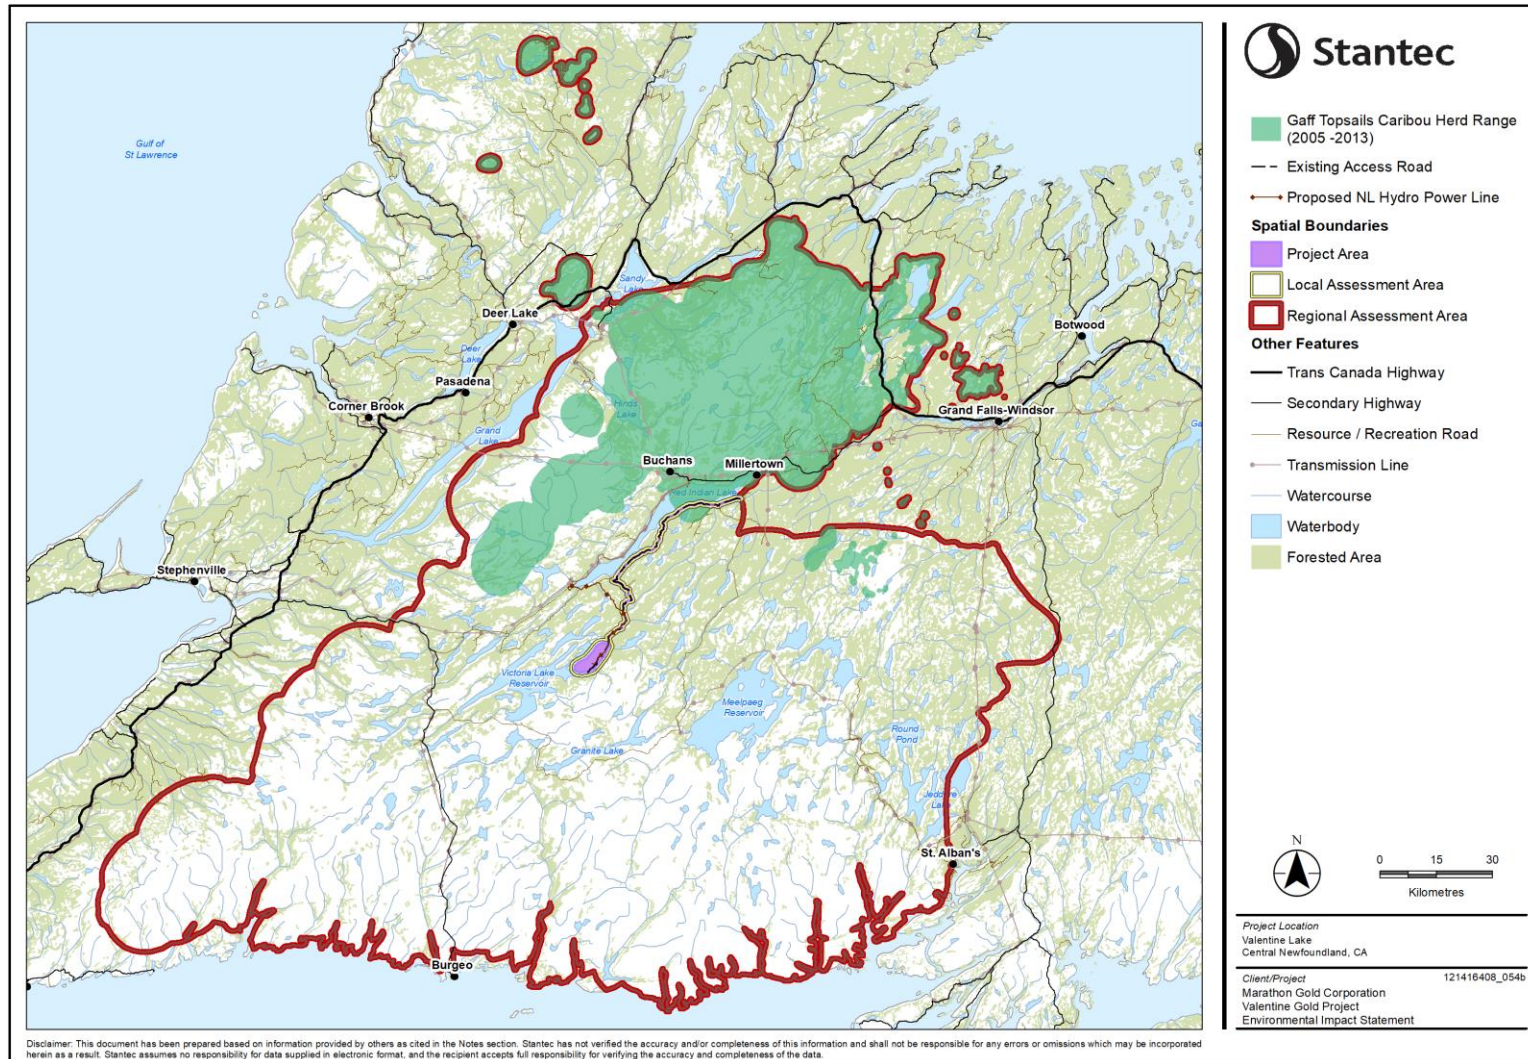 Stantec
Gaff Topsails Caribou Herd Range
(2005 -2013)
Existing Access Road
Proposed NL Hydro Power Line
Spatial Boundaries
Project Area
Local Assessment Area
Regional Assessment Area
Other Features
Trans Canada Highway
Secondary Highway
Resource / Recreation Road
Transmission Line
Watercourse
Waterbody
Forested Area
Gulf of
St Lawrence
Sandy
Lake
Deer Lake
Deer
Lake
Botwood
Pasadena
Corner Brook
Hinds
Lake
Grand Falls-Windsor
Grand
Lake
Buchans
Millertown
Red Indian Lake
Stephenville
Victoria Lake
Reservoir
Meelpaeg
Reservoir
Round
Pond
Granite Lake
Jeddore
Lake
St. Alban's
Burgeo
N
0 15 30
Kilometres
Project Location
Valentine Lake
Central Newfoundland, CA
Client/Project 121416408_054b
Marathon Gold Corporation
Valentine Gold Project
Environmental Impact Statement
Disclaimer: This document has been prepared based on information provided by others as cited in the Notes section. Stantec has not verified the accuracy and/or completeness of this information and shall not be responsible for any errors or omissions which may be incorporated
herein as a result. Stantec assumes no responsibility for data supplied in electronic format, and the recipient accepts full responsibility for verifying the accuracy and completeness of the data.